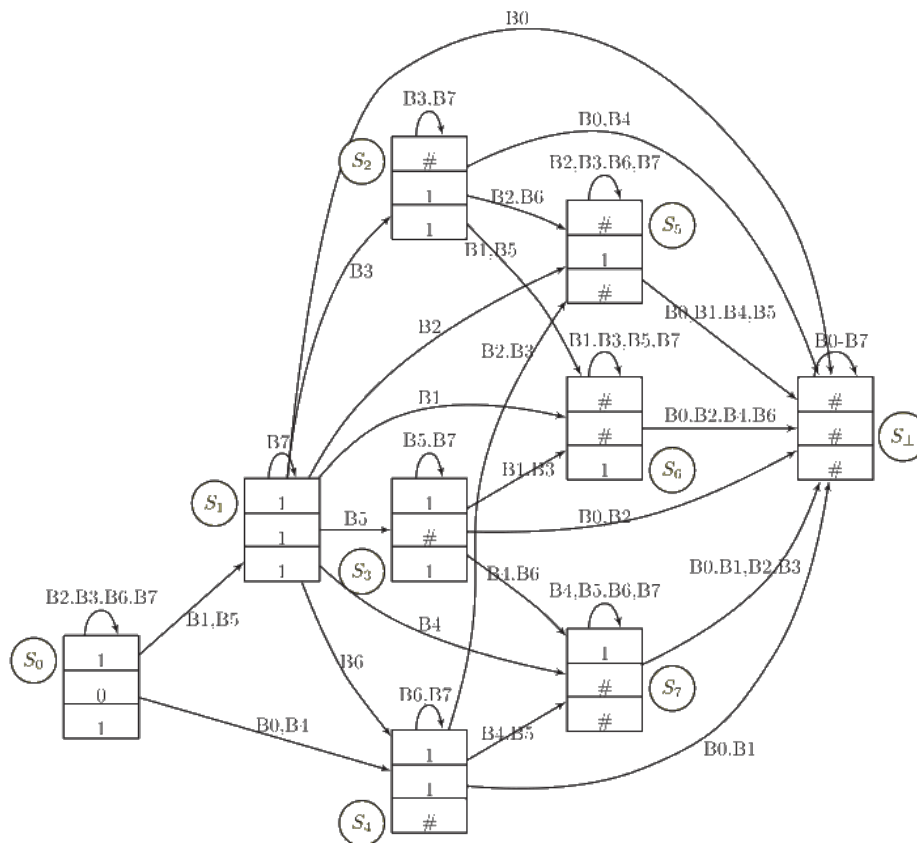 B0
B3,B7
S2
#
1
1
B0,B4
B2,B3,B6,B7
S5
#
1
#
B2,B6
B1,B5
B3
B2
B0,B1,B4,B5
B2,B3
B1,B3,B5,B7
#
#
1
S6
B0-B7
#
#
#
S⊥
B1
B0,B2,B4,B6
B7
S1
1
1
1
B5,B7
1
#
1
S3
B1,B3
B5
B0,B2
B4,B6
B0,B1,B2,B3
B4,B5,B6,B7
1
#
#
S7
B2,B3,B6,B7
S0
1
0
1
B1,B5
B4
B6
B6,B7
B0,B4
1
1
#
S4
B4,B5
B0,B1